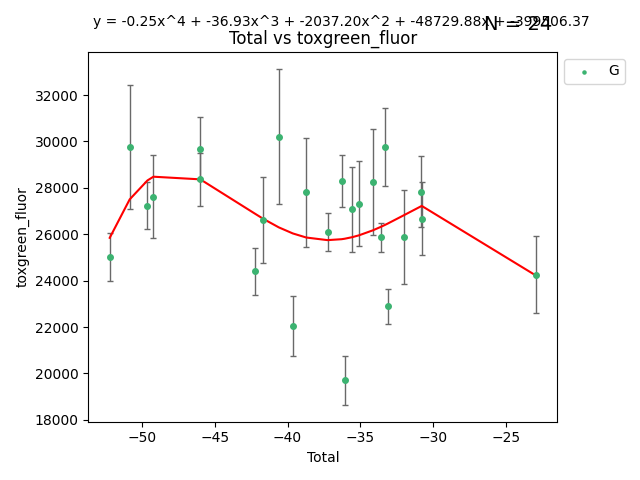 y = -0.25x^4 + -36.93x^3 + -2037.20x^2 + -48729.88x +
N = 24
Total vs toxgreen_fluor
G
32000
30000
28000
26000
24000
22000
20000
18000
toxgreen_fluor
−50 −45 −40 −35 −30 −25
Total